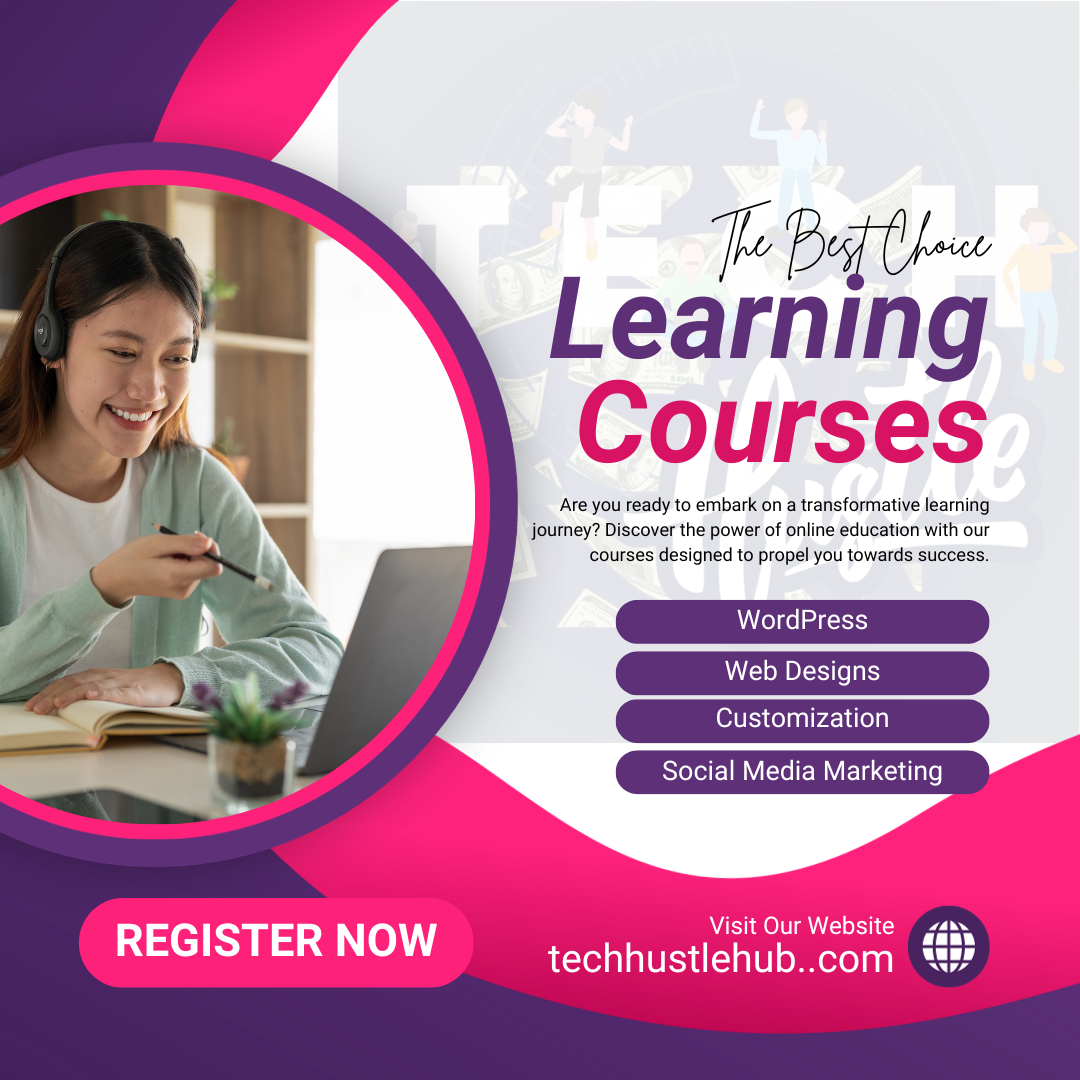 TECH
Hustle
The Best Choice
Learning
Courses
Are you ready to embark on a transformative learning
journey? Discover the power of online education with our
courses designed to propel you towards success.
WordPress
Web Designs
Customization
Social Media Marketing
REGISTER NOW
Visit Our Website
techhustlehub..com